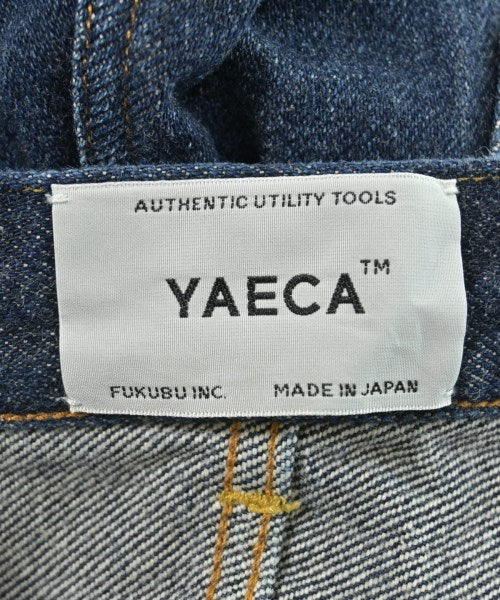 AUTHENTIC UTILITY TOOLS
YAECA™
FUKUBU INC. MADE IN JAPAN